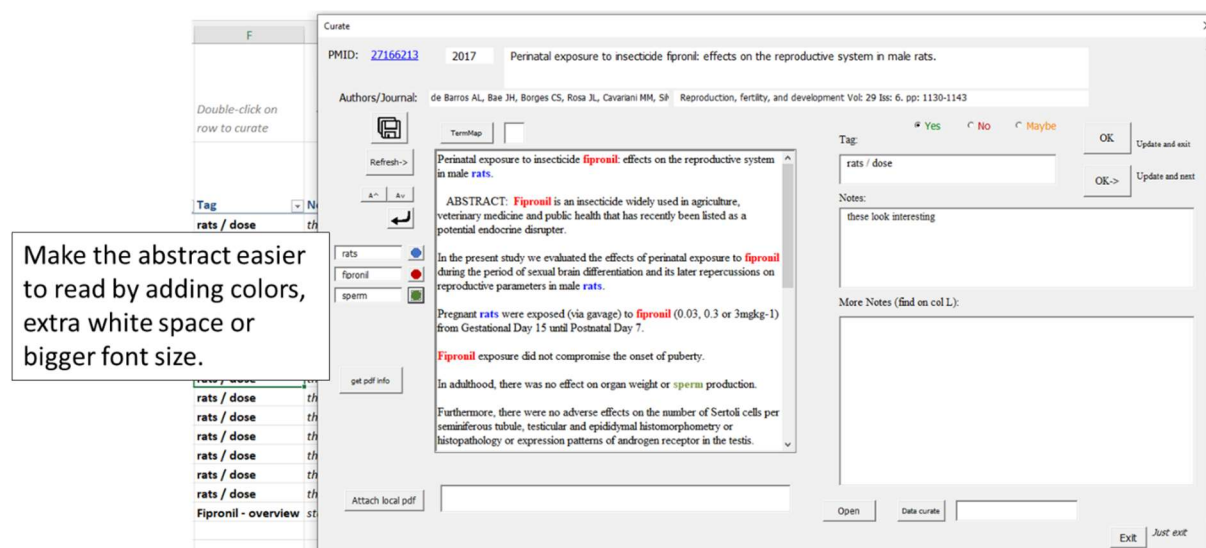 F
Double-click on
row to curate
Tag
rats / dose
Make the abstract easier
to read by adding colors,
extra white space or
bigger font size.
rats / dose
rats / dose
th
rats / dose
th
rats / dose
th
rats / dose
th
rats / dose
th
rats / dose
th
Fipronil - overview
st
Curate
PMID: 27166213 2017 Perinatal exposure to insecticide fipronil: effects on the reproductive system in male rats.
Authors/Journal: de Barros AL, Bae JH, Borges CS, Rosa JL, Cavariani MM, Reproduction, fertility, and development Vol: 29 Iss: 6. pp: 1130-1143
TermMap
Refresh->
A^ Av
rats
fipronil
sperm
get pdf info
Attach local pdf
Perinatal exposure to insecticide fipronil: effects on the reproductive system
in male rats.
ABSTRACT: Fipronil is an insecticide widely used in agriculture,
veterinary medicine and public health that has recently been listed as a
potential endocrine disrupter.
In the present study we evaluated the effects of perinatal exposure to fipronil
during the period of sexual brain differentiation and its later repercussions on
reproductive parameters in male rats.
Pregnant rats were exposed (via gavage) to fipronil (0.03, 0.3 or 3mgkg-1)
from Gestational Day 15 until Postnatal Day 7.
Fipronil exposure did not compromise the onset of puberty.
In adulthood, there was no effect on organ weight or sperm production.
Furthermore, there were no adverse effects on the number of Sertoli cells per
seminiferous tubule, testicular and epididymal histomorphometry or
histopathology or expression patterns of androgen receptor in the testis.
Yes No Maybe
Tag:
rats / dose
OK Update and exit
OK-> Update and next
Notes:
these look interesting
More Notes (find on col L):
Open Data curate
Exit Just exit